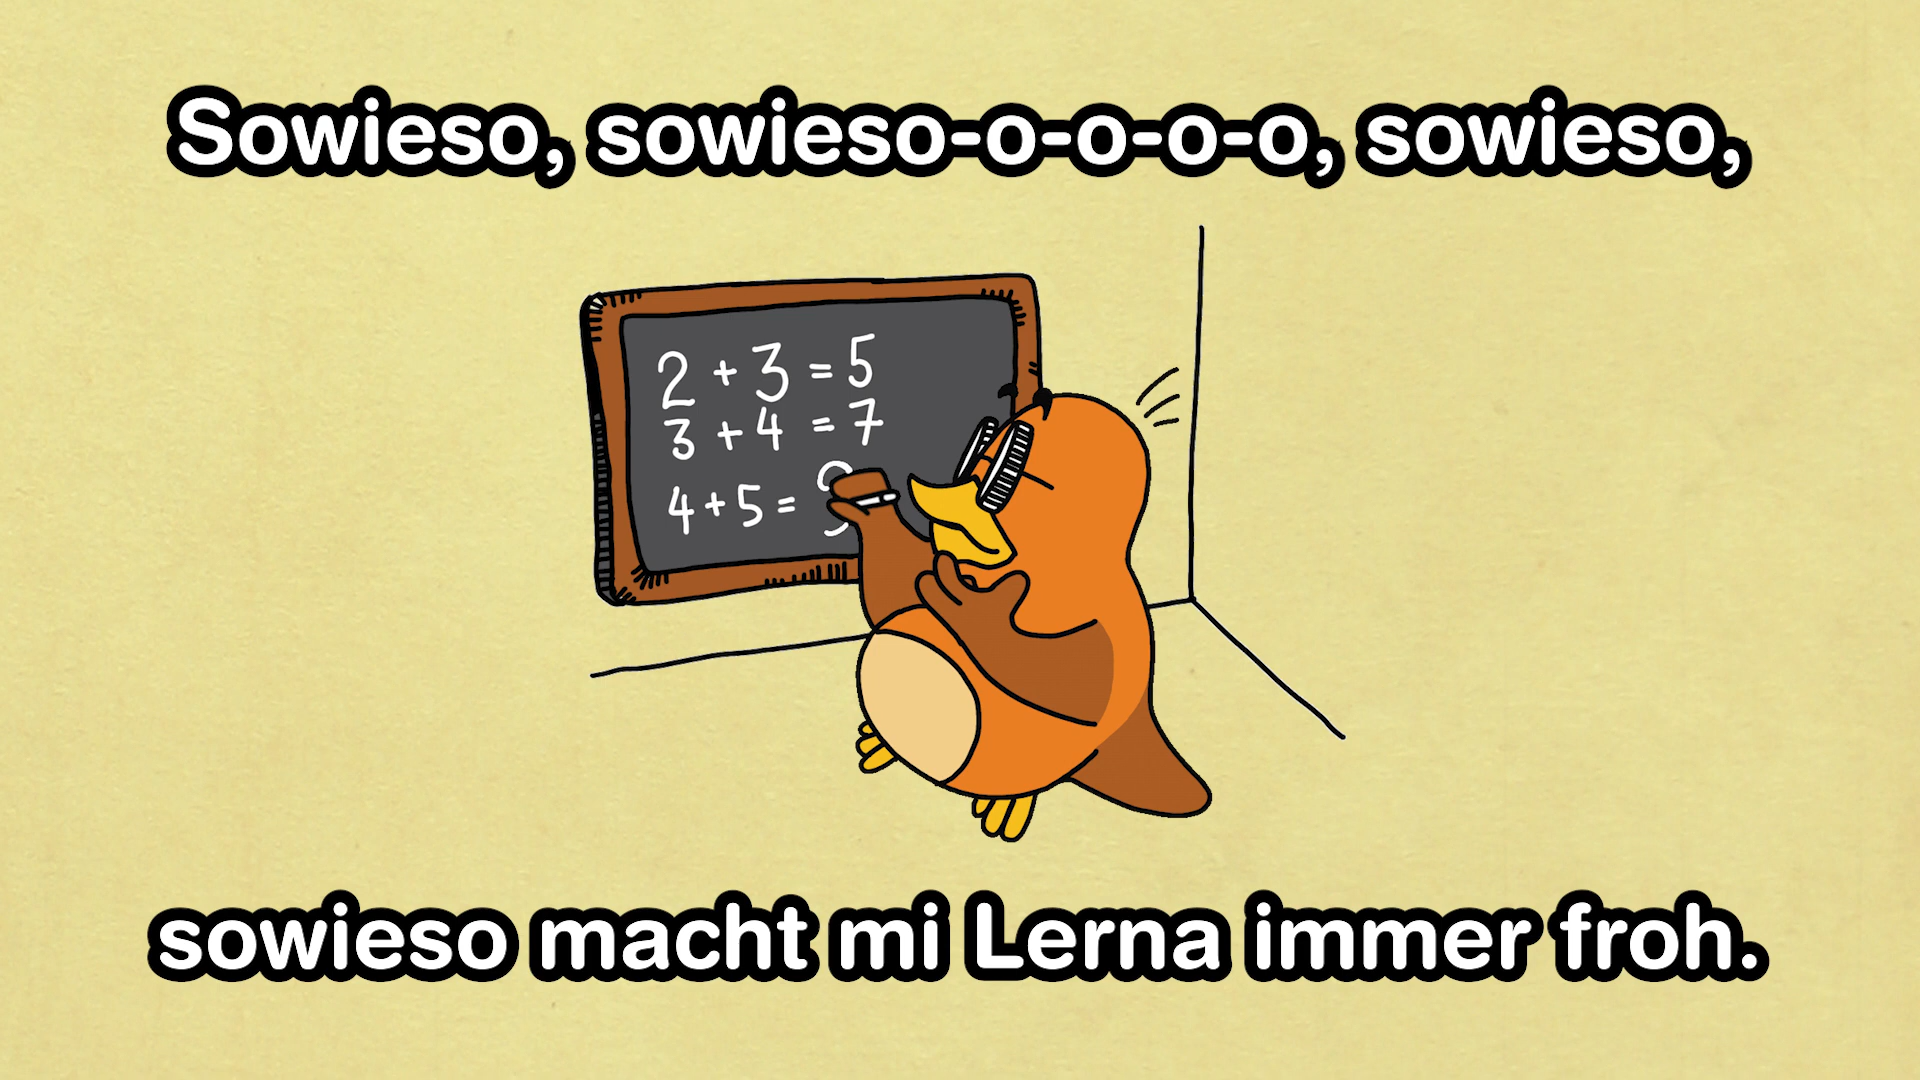 Sowieso, sowieso-o-o-o-o, sowieso,
2 + 3 = 5
3 + 4 = 7
4 + 5 = 9
sowieso macht mi Lerna immer froh.